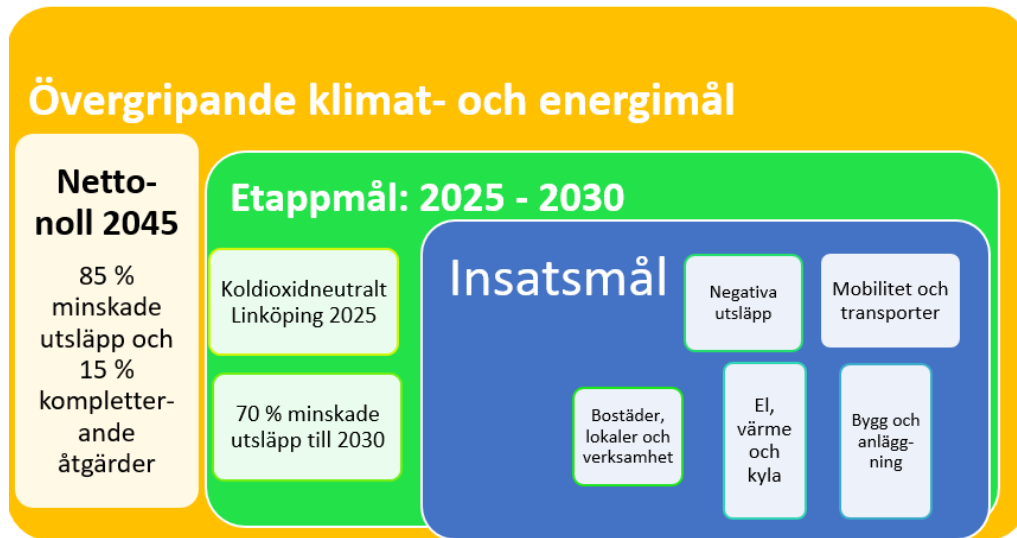 Övergripande klimat- och energimål
Netto-
noll 2045
85 %
minskade
utsläpp och
15 %
kompletter-
ande
åtgärder
Etappmål: 2025 - 2030
Koldioxidneutralt
Linköping 2025
70 % minskade
utsläpp till 2030
Insatsmål
Negativa
utsläpp
Mobilitet och
transporter
Bostäder,
lokaler och
verksamhet
El,
värme
och
kyla
Bygg och
anlägg-
ning